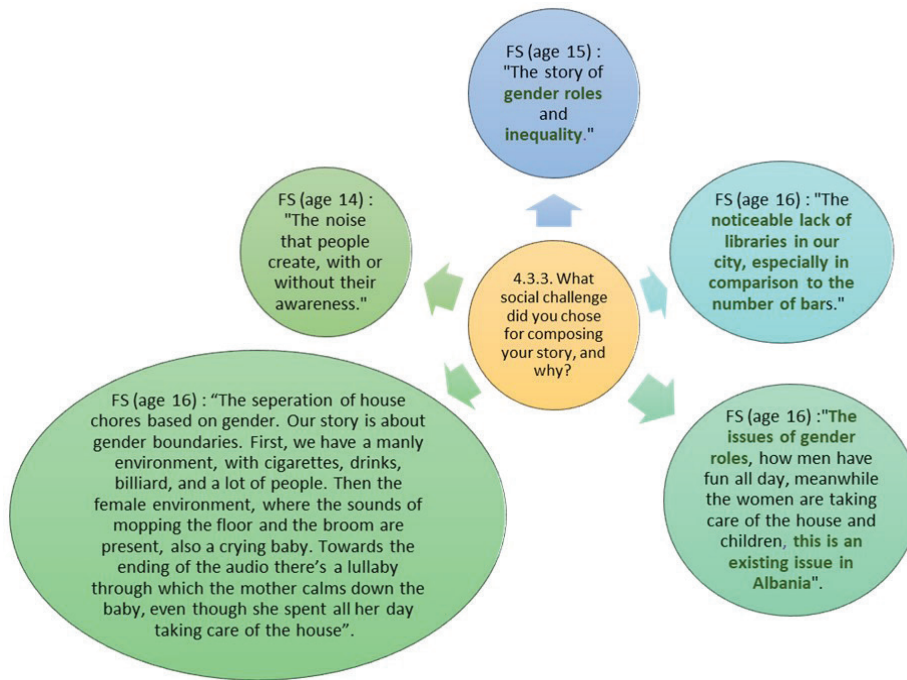 FS (age 15) :
"The story of
gender roles
and
inequality."
FS (age 14) :
"The noise
that people
create, with or
without their
awareness."
FS (age 16) : "The
noticeable lack of
libraries in our
city, especially in
comparison to the
number of bars."
4.3.3. What
social challenge
did you chose
for composing
your story, and
why?
FS (age 16) : “The seperation of house
chores based on gender. Our story is about
gender boundaries. First, we have a manly
environment, with cigarettes, drinks,
billiard, and a lot of people. Then the
female environment, where the sounds of
mopping the floor and the broom are
present, also a crying baby. Towards the
ending of the audio there’s a lullaby
through which the mother calms down the
baby, even though she spent all her day
taking care of the house”.
FS (age 16) :"The
issues of gender
roles, how men have
fun all day, meanwhile
the women are taking
care of the house and
children, this is an
existing issue in
Albania".